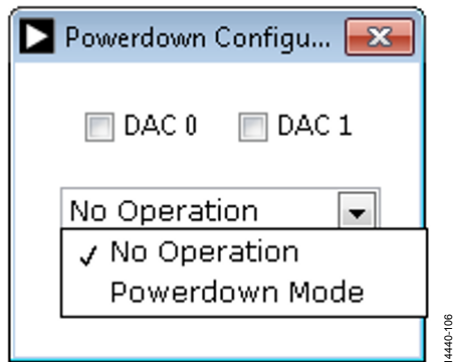 Powerdown Configu...
DAC 0 DAC 1
No Operation
✓ No Operation
Powerdown Mode
14440-106